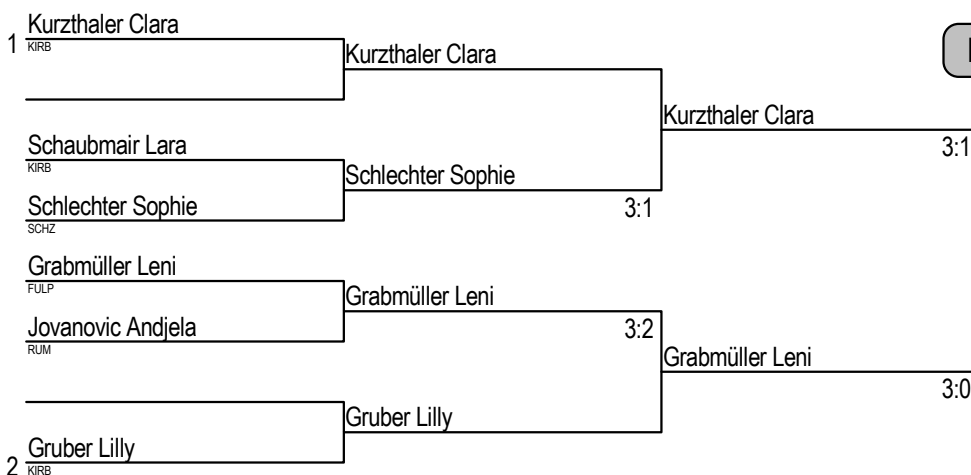 Kurzthaler Clara
1 KIRB
Kurzthaler Clara
Kurzthaler Clara
3:1
Schaubmair Lara
KIRB
Schlechter Sophie
3:1
Schlechter Sophie
SCHZ
Grabmüller Leni
FULP
Grabmüller Leni
3:2
Jovanovic Andjela
RUM
Grabmüller Leni
3:0
Gruber Lilly
Gruber Lilly
2 KIRB